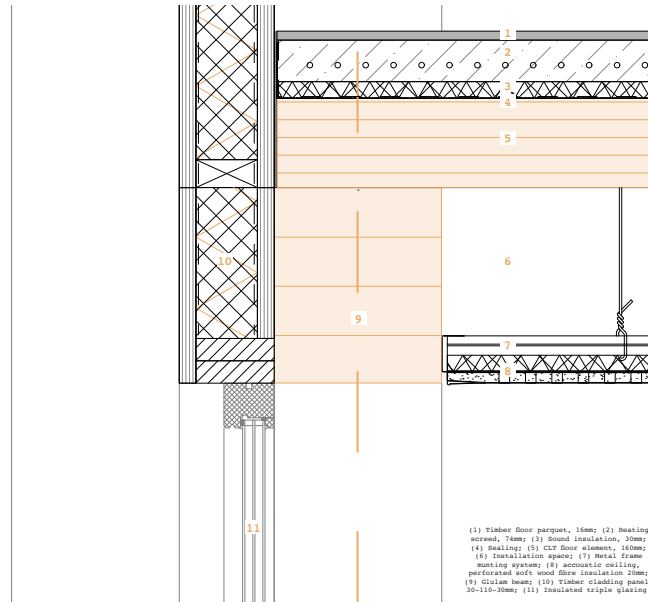 1
2
3
4
5
6
7
8
9
10
11
(1) Timber floor parquet, 16mm; (2) Heating
screed, 74mm; (3) Sound insulation, 30mm;
(4) Sealing; (5) CLT floor element, 160mm;
(6) Installation space; (7) Metal frame
munting system; (8) accoustic ceiling,
perforated soft wood fibre insulation 20mm;
(9) Glulam beam; (10) Timber cladding panel
30-110-30mm; (11) Insulated triple glazing